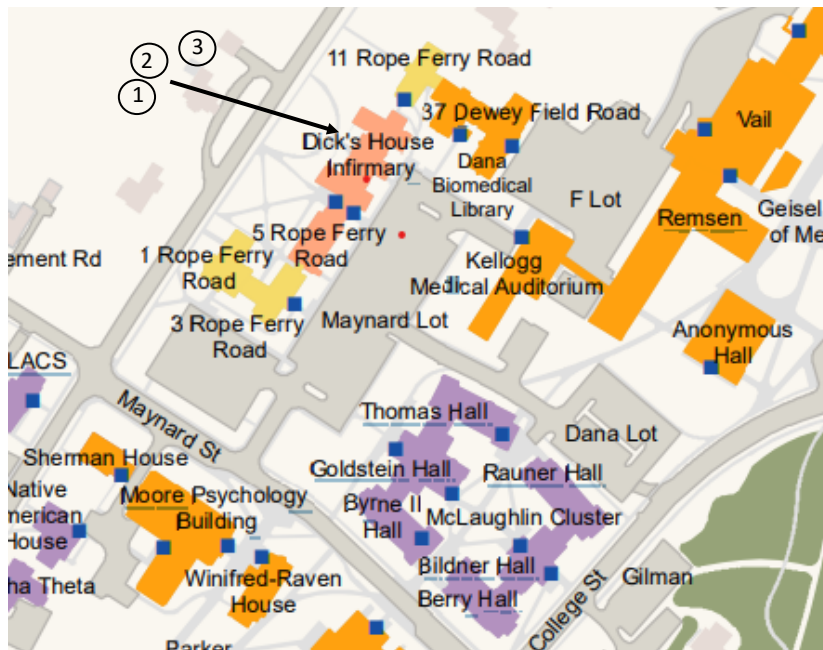 3
2
1
11 Rope Ferry Road
37 Dewey Field Road
Vail
Dick's House
Infirmary
Dana
Biomedical
Library
F Lot
Remsen
Geisel
of Me
5 Rope Ferry
Road
1 Rope Ferry
Road
ement Rd
Kellogg
Medical Auditorium
3 Rope Ferry
Road
Maynard Lot
Anonymous
Hall
LACS
Maynard St
Thomas Hall
Dana Lot
Sherman House
Goldstein Hall
Rauner Hall
Native
merican
House
Moore Psychology
Building
Byrne II
Hall
McLaughlin Cluster
Winifred-Raven
House
Bildner Hall
Gilman
ha Theta
Berry Hall
College St
Parker